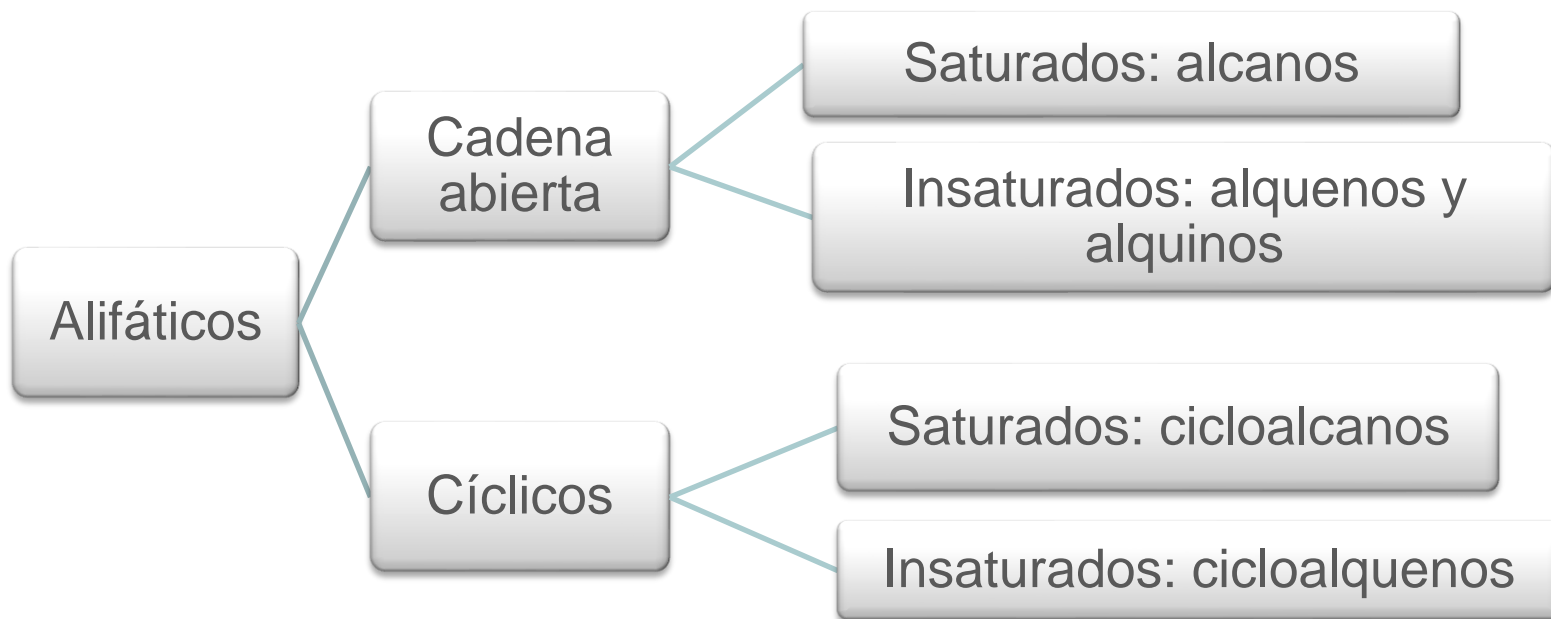 Alifáticos
Cadena
abierta
Saturados: alcanos
Insaturados: alquenos y
alquinos
Cíclicos
Saturados: cicloalcanos
Insaturados: cicloalquenos